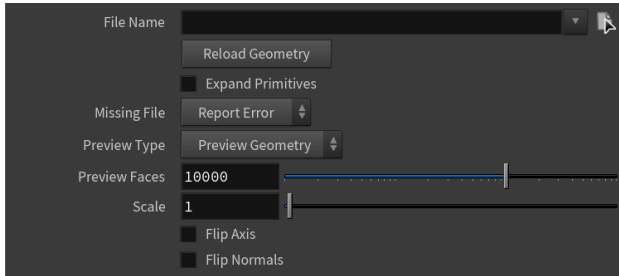 File Name
Reload Geometry
Expand Primitives
Missing File Report Error
Preview Type Preview Geometry
Preview Faces 10000
Scale 1
Flip Axis
Flip Normals